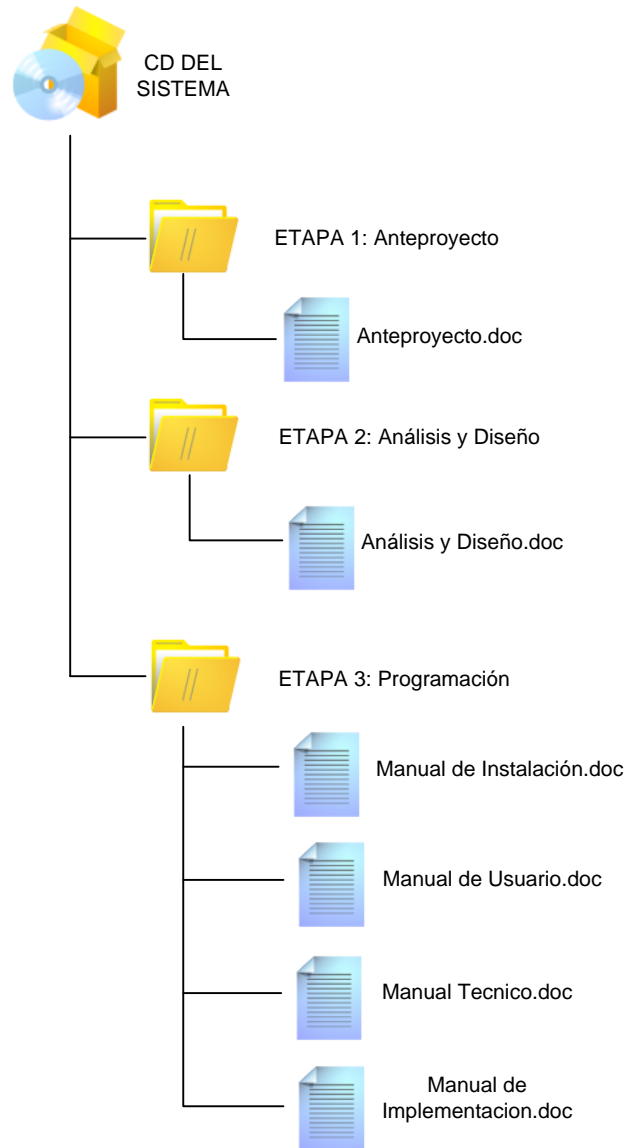 CD DEL
SISTEMA
ETAPA 1: Anteproyecto
Anteproyecto.doc
ETAPA 2: Análisis y Diseño
Análisis y Diseño.doc
ETAPA 3: Programación
Manual de Instalación.doc
Manual de Usuario.doc
Manual Tecnico.doc
Manual de
Implementacion.doc